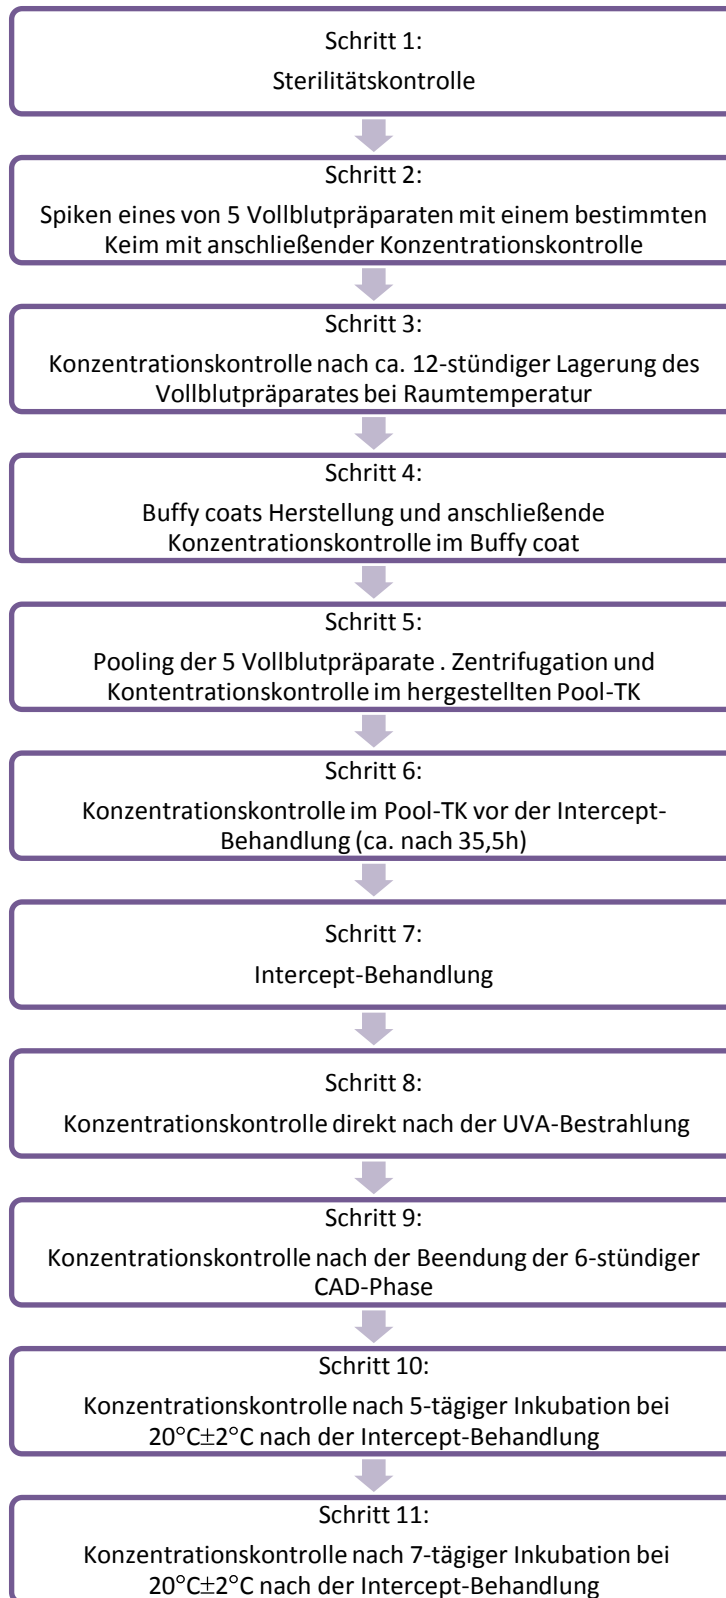 Schritt 1:
Sterilitätskontrolle
Schritt 2:
Spiken eines von 5 Vollblutpräparaten mit einem bestimmten
Keim mit anschließender Konzentrationskontrolle
Schritt 3:
Konzentrationskontrolle nach ca. 12-stündiger Lagerung des
Vollblutpräparates bei Raumtemperatur
Schritt 4:
Buffy coats Herstellung und anschließende
Konzentrationskontrolle im Buffy coat
Schritt 5:
Pooling der 5 Vollblutpräparate . Zentrifugation und
Kontentrationskontrolle im hergestellten Pool-TK
Schritt 6:
Konzentrationskontrolle im Pool-TK vor der Intercept-
Behandlung (ca. nach 35,5h)
Schritt 7:
Intercept-Behandlung
Schritt 8:
Konzentrationskontrolle direkt nach der UVA-Bestrahlung
Schritt 9:
Konzentrationskontrolle nach der Beendung der 6-stündiger
CAD-Phase
Schritt 10:
Konzentrationskontrolle nach 5-tägiger Inkubation bei
20°C±2°C nach der Intercept-Behandlung
Schritt 11:
Konzentrationskontrolle nach 7-tägiger Inkubation bei
20°C±2°C nach der Intercept-Behandlung